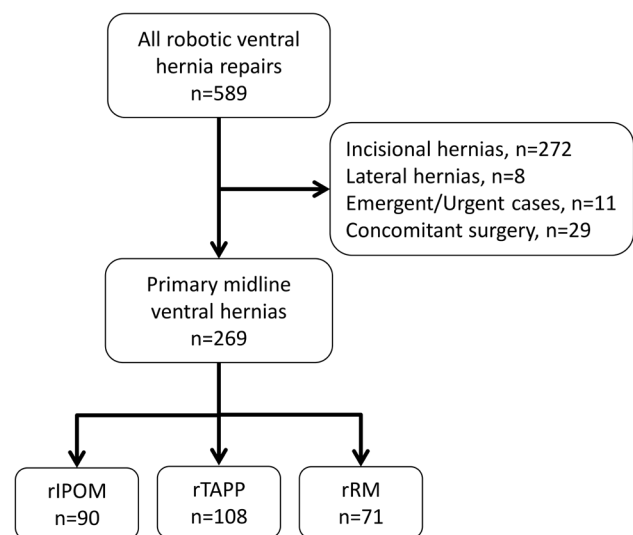 All robotic ventral
hernia repairs
n=589
Incisional hernias, n=272
Lateral hernias, n=8
Emergent/Urgent cases, n=11
Concomitant surgery, n=29
Primary midline
ventral hernias
n=269
rIPOM
n=90
rTAPP
n=108
rRM
n=71